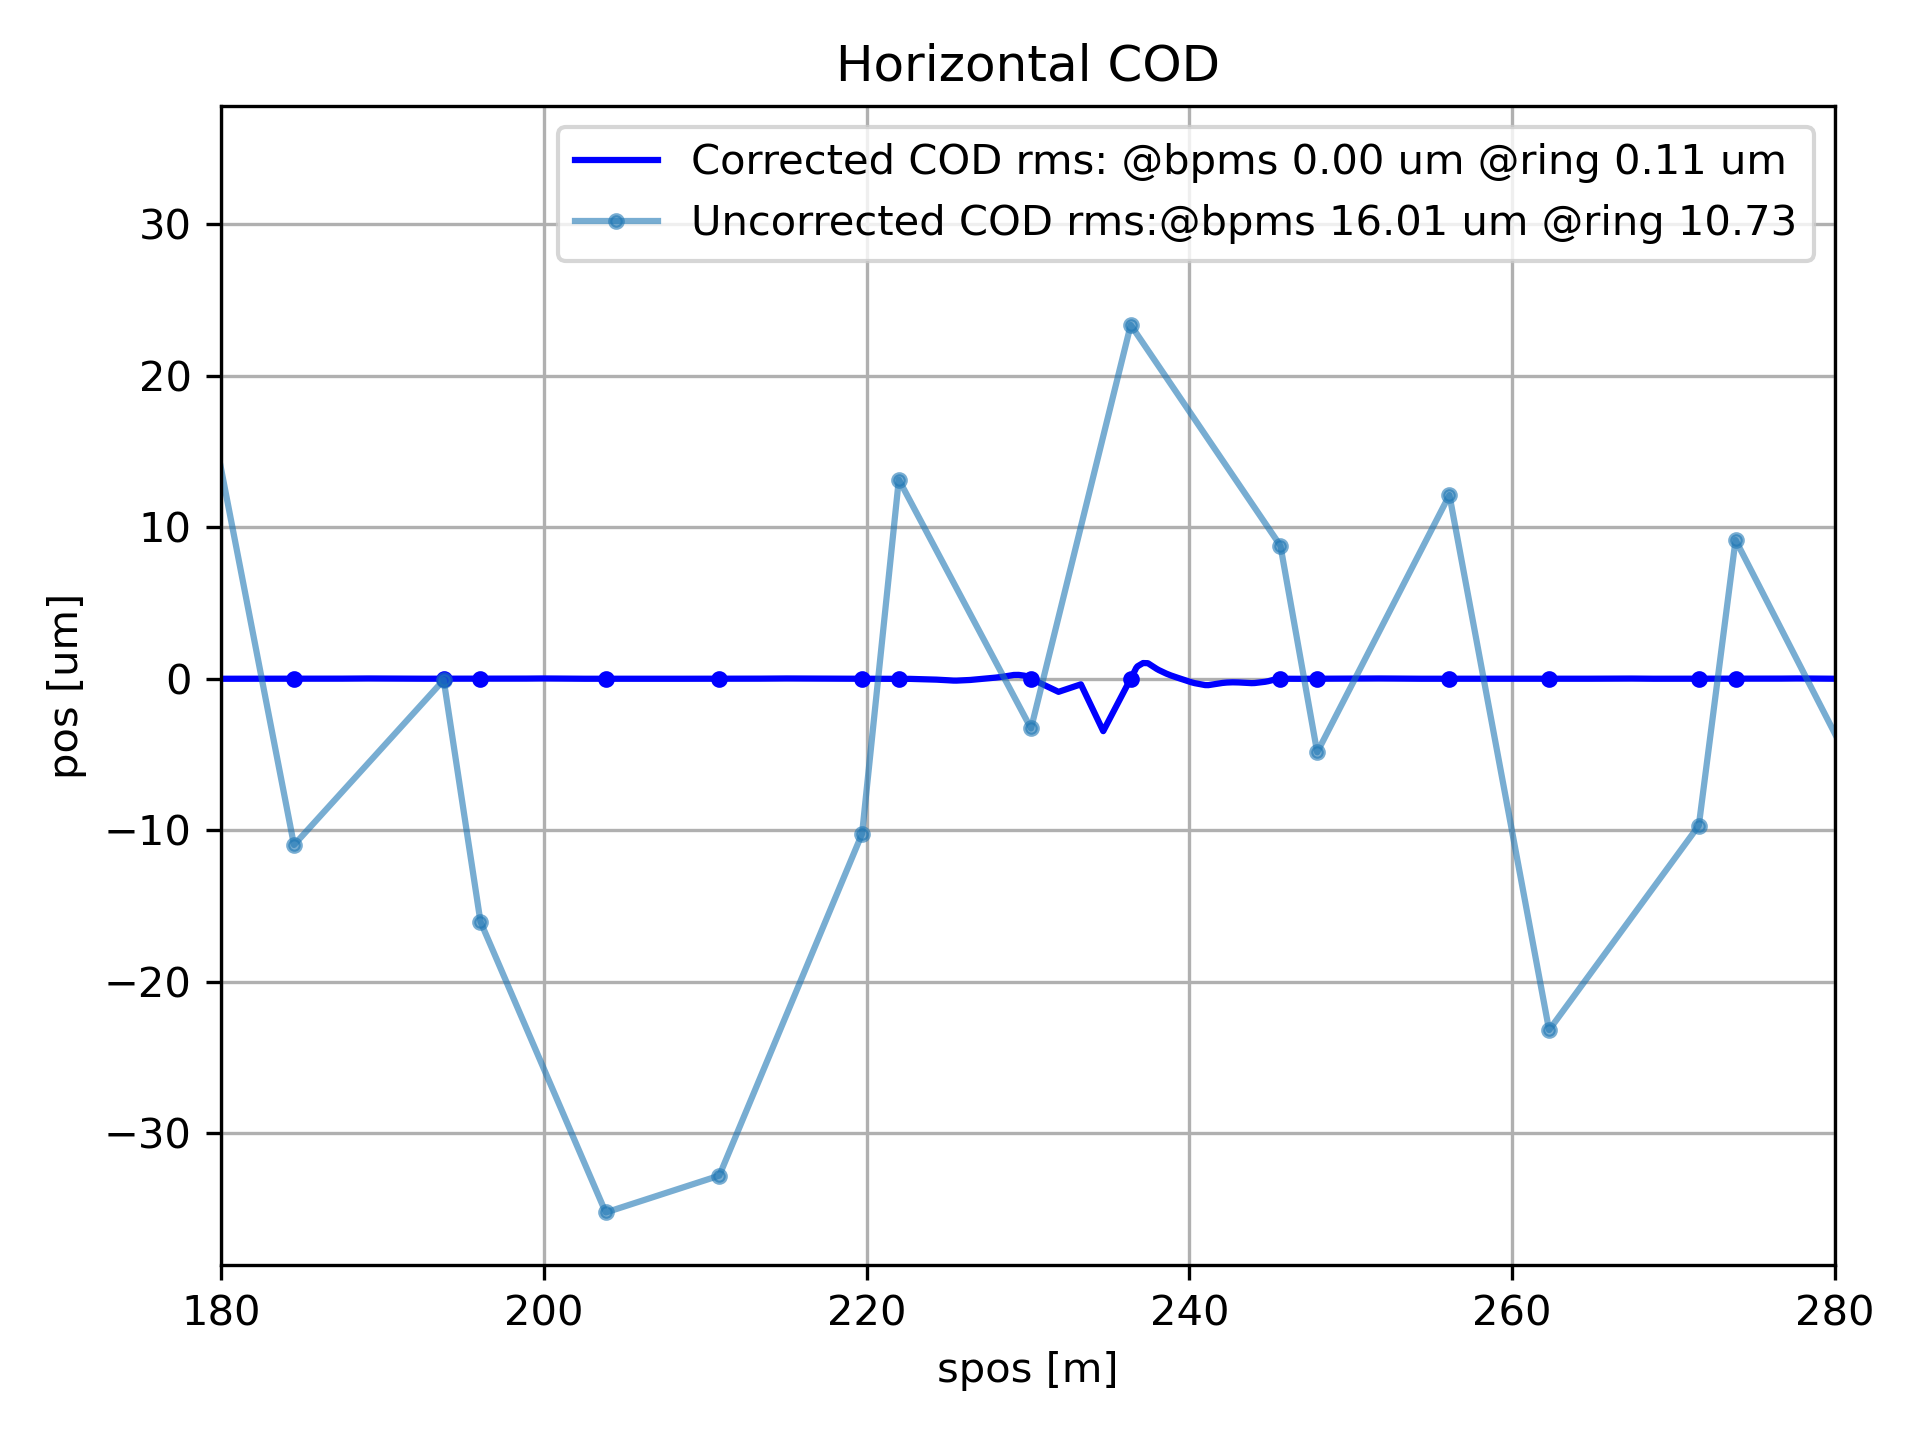 Horizontal COD
Corrected COD rms: @bpms 0.00 um @ring 0.11 um
Uncorrected COD rms:@bpms 16.01 um @ring 10.73
30
20
10
0
−10
−20
−30
pos [um]
180 200 220 240 260 280
spos [m]